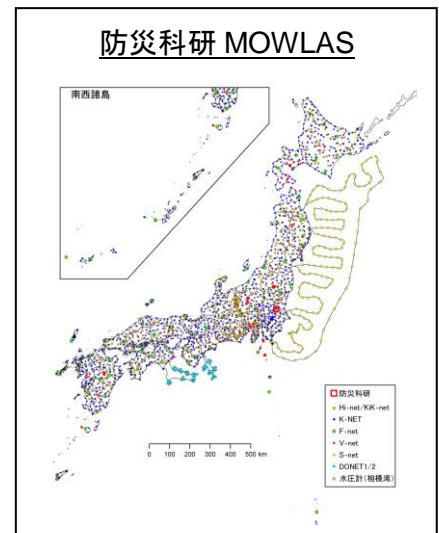 防災科研 MOWLAS
南西諸島
防災科研
Hi-net/KiK-net
K-NET
F-net
V-net
S-net
DONET1/2
水圧計(相模湾)
0 100 200 300 400 500 km